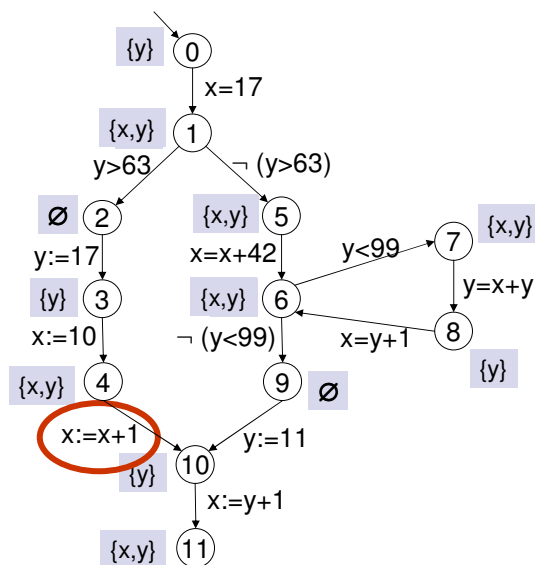 {y} 0
x=17
{x,y} 1
y>63 ¬ (y>63)
∅ 2 {x,y} 5 7 {x,y}
y:=17 x=x+42 y<99 y=x+y
{y} 3 {x,y} 6
x:=10 ¬ (y<99) x=y+1 8
{y}
{x,y} 4 9 ∅
x:=x+1 y:=11
{y} 10
x:=y+1
{x,y} 11